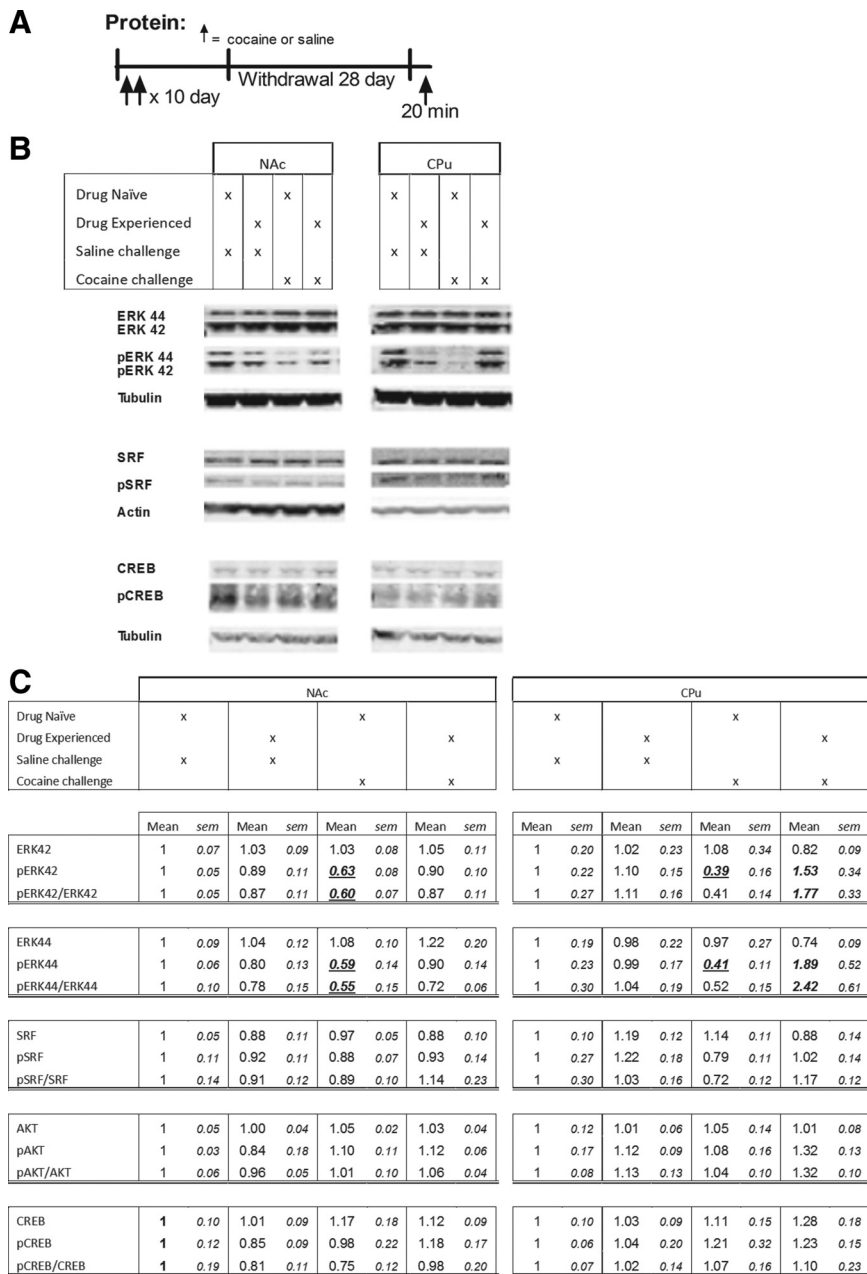 A
Protein:
= cocaine or saline
x 10 day
Withdrawal 28 day
20 min
B
NAc CPu
Drug Naïve x x x x
Drug Experienced x x x x
Saline challenge x x x x
Cocaine challenge x x x x
ERK 44
ERK 42
pERK 44
pERK 42
Tubulin
SRF
pSRF
Actin
CREB
pCREB
Tubulin
C
NAc CPu
Drug Naïve x x x x
Drug Experienced x x x x
Saline challenge x x x x
Cocaine challenge x x x x
Mean sem Mean sem Mean sem Mean sem Mean sem Mean sem Mean sem Mean sem
ERK42 1 0.07 1.03 0.09 1.03 0.08 1.05 0.11 1 0.20 1.02 0.23 1.08 0.34 0.82 0.09
pERK42 1 0.05 0.89 0.11 0.63 0.08 0.90 0.10 1 0.22 1.10 0.15 0.39 0.16 1.53 0.34
pERK42/ERK42 1 0.05 0.87 0.11 0.60 0.07 0.87 0.11 1 0.27 1.11 0.16 0.41 0.14 1.77 0.33
ERK44 1 0.09 1.04 0.12 1.08 0.10 1.22 0.20 1 0.19 0.98 0.22 0.97 0.27 0.74 0.09
pERK44 1 0.06 0.80 0.13 0.59 0.14 0.90 0.14 1 0.23 0.99 0.17 0.41 0.11 1.89 0.52
pERK44/ERK44 1 0.10 0.78 0.15 0.55 0.15 0.72 0.06 1 0.30 1.04 0.19 0.52 0.15 2.42 0.61
SRF 1 0.05 0.88 0.11 0.97 0.05 0.88 0.10 1 0.10 1.19 0.12 1.14 0.11 0.88 0.14
pSRF 1 0.11 0.92 0.11 0.88 0.07 0.93 0.14 1 0.27 1.22 0.18 0.79 0.11 1.02 0.14
pSRF/SRF 1 0.14 0.91 0.12 0.89 0.10 1.14 0.23 1 0.30 1.03 0.16 0.72 0.12 1.17 0.12
AKT 1 0.05 1.00 0.04 1.05 0.02 1.03 0.04 1 0.12 1.01 0.06 1.05 0.14 1.01 0.08
pAKT 1 0.03 0.84 0.18 1.10 0.11 1.12 0.06 1 0.17 1.12 0.09 1.08 0.16 1.32 0.13
pAKT/AKT 1 0.06 0.96 0.05 1.01 0.10 1.06 0.04 1 0.08 1.13 0.13 1.04 0.10 1.32 0.10
CREB 1 0.10 1.01 0.09 1.17 0.18 1.12 0.09 1 0.10 1.03 0.09 1.11 0.15 1.28 0.18
pCREB 1 0.12 0.85 0.09 0.98 0.22 1.18 0.17 1 0.06 1.04 0.20 1.21 0.32 1.23 0.15
pCREB/CREB 1 0.19 0.81 0.11 0.75 0.12 0.98 0.20 1 0.07 1.02 0.14 1.07 0.16 1.10 0.23